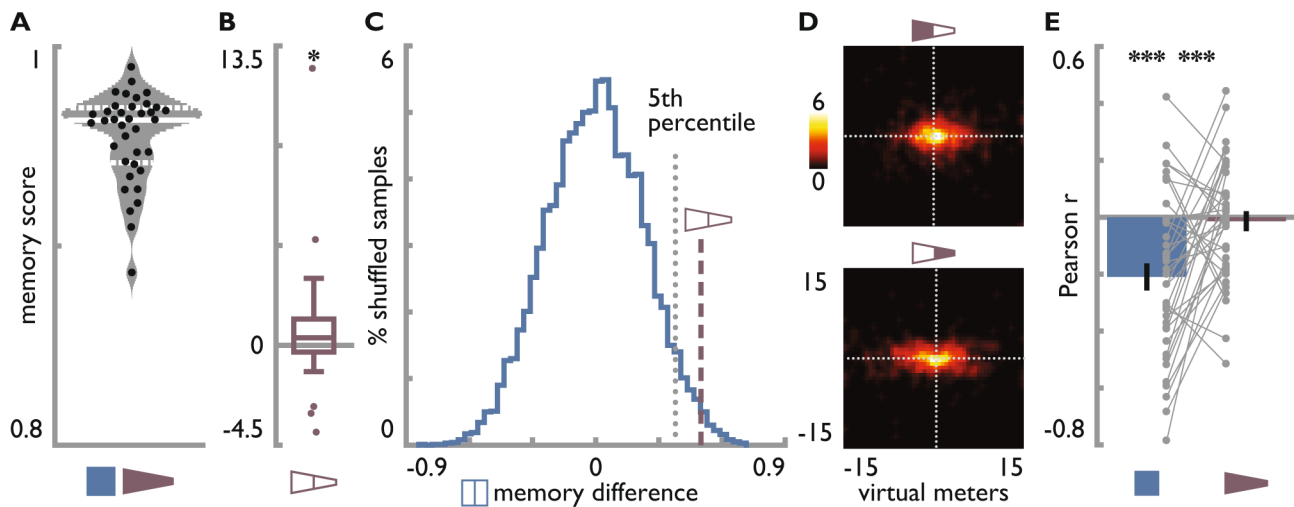 A
1
memory score
0.8
B
13.5
*
0
-4.5
C
6
% shuffled samples
0
5th
percentile
-0.9
0
0.9
memory difference
D
6
0
15
-15
-15
15
virtual meters
E
0.6
*** ***
Pearson r
-0.8